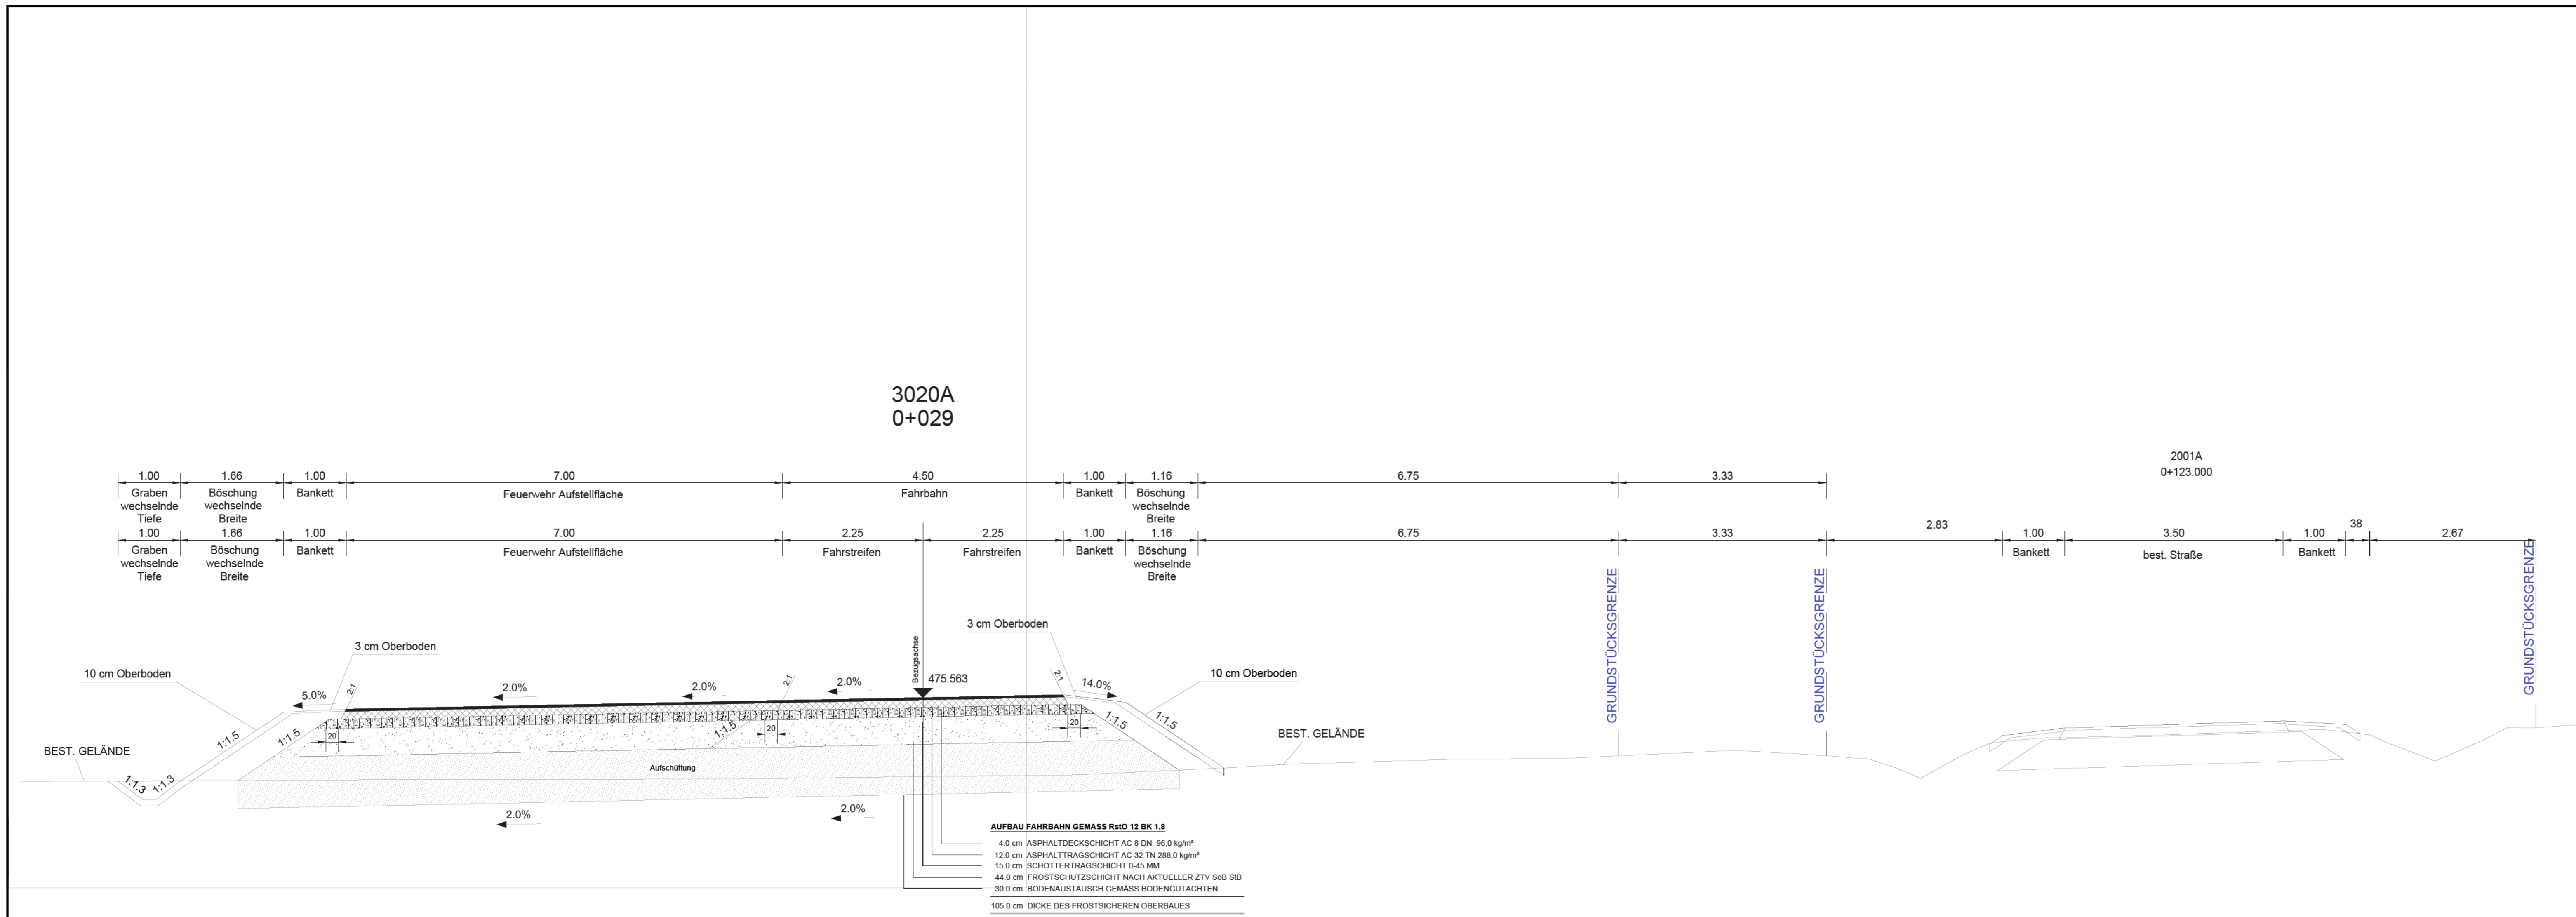 3020A
0+029
2001A
0+123.000
1.00 1.66 1.00 7.00 4.50 1.00 1.16 6.75 3.33
Graben
wechselnde
Tiefe
Böschung
wechselnde
Breite
Bankett
Feuerwehr Aufstellfläche
Fahrbahn
Bankett
Böschung
wechselnde
Breite
1.00 1.66 1.00 7.00 2.25 2.25 1.00 1.16 6.75 3.33 2.83 1.00 3.50 1.00 38 2.67
Graben
wechselnde
Tiefe
Böschung
wechselnde
Breite
Bankett
Feuerwehr Aufstellfläche
Fahrstreifen
Fahrstreifen
Bankett
Böschung
wechselnde
Breite
Bankett
best. Straße
Bankett
GRUNDSTÜCKSGRENZE
GRUNDSTÜCKSGRENZE
GRUNDSTÜCKSGRENZE
Bezugsachse
3 cm Oberboden
3 cm Oberboden
10 cm Oberboden
10 cm Oberboden
475.563
5.0%
2:1
2.0%
2.0%
2:1
2.0%
2:1
14.0%
1:1.5
1:1.5
20
1:1.5
20
20
1:1.5
1:1.5
BEST. GELÄNDE
BEST. GELÄNDE
1:1.3
1:1.3
Aufschüttung
2.0%
2.0%
AUFBAU FAHRBAHN GEMÄSS RstO 12 BK 1,8
4.0 cm ASPHALTDECKSCHICHT AC 8 DN 96,0 kg/m²
12.0 cm ASPHALTTRAGSCHICHT AC 32 TN 288,0 kg/m²
15.0 cm SCHOTTERTRAGSCHICHT 0-45 MM
44.0 cm FROSTSCHUTZSCHICHT NACH AKTUELLER ZTV SoB StB
30.0 cm BODENAUSTAUSCH GEMÄSS BODENGUTACHTEN
105.0 cm DICKE DES FROSTSICHEREN OBERBAUES